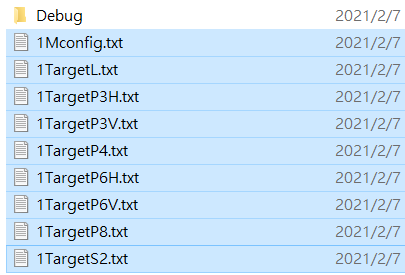 Debug 2021/2/7
1Mconfig.txt 2021/2/7
1TargetL.txt 2021/2/7
1TargetP3H.txt 2021/2/7
1TargetP3V.txt 2021/2/7
1TargetP4.txt 2021/2/7
1TargetP6H.txt 2021/2/7
1TargetP6V.txt 2021/2/7
1TargetP8.txt 2021/2/7
1TargetS2.txt 2021/2/7